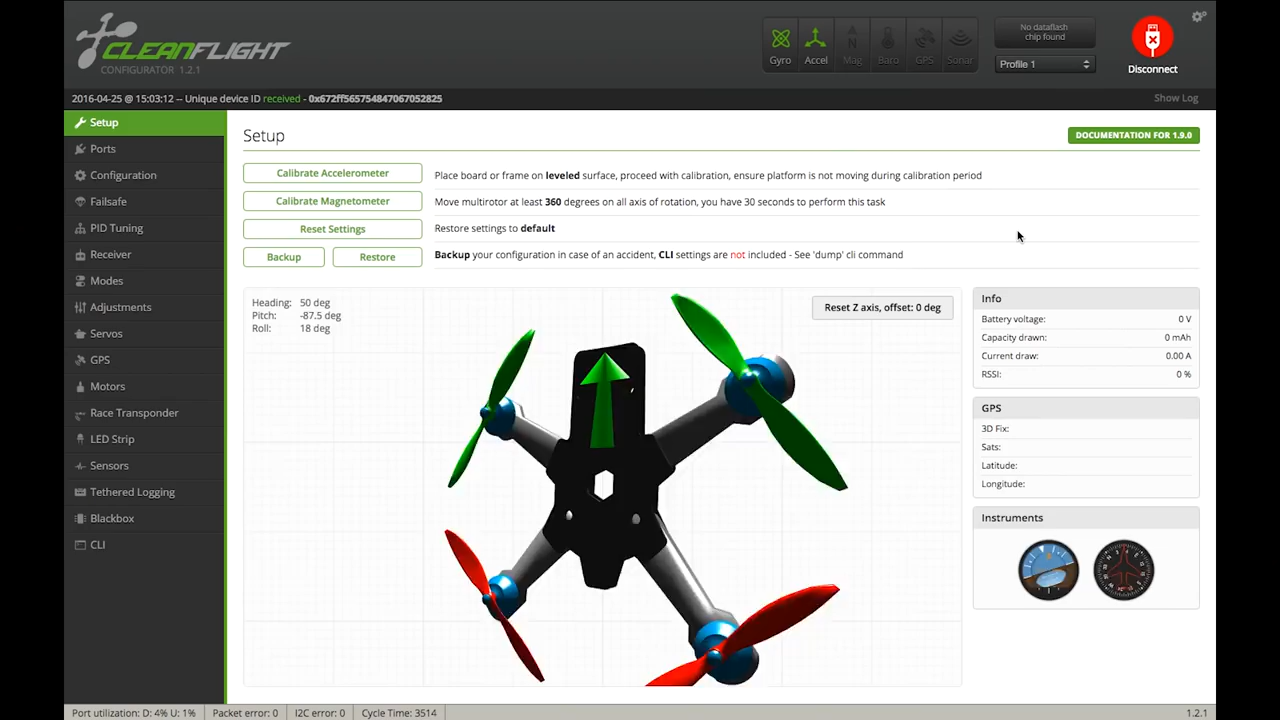 CLEANFLIGHT
CONFIGURATOR 1.2.1
Gyro
Accel
Mag
Baro
GPS
Sonar
No dataflash
chip found
Profile 1
Disconnect
2016-04-25 @ 15:03:12 -- Unique device ID received - 0x672ff565754847067052825
Show Log
Setup
Ports
Configuration
Failsafe
PID Tuning
Receiver
Modes
Adjustments
Servos
GPS
Motors
Race Transponder
LED Strip
Sensors
Tethered Logging
Blackbox
CLI
Setup
DOCUMENTATION FOR 1.9.0
Calibrate Accelerometer
Place board or frame on leveled surface, proceed with calibration, ensure platform is not moving during calibration period
Calibrate Magnetometer
Move multirotor at least 360 degrees on all axis of rotation, you have 30 seconds to perform this task
Reset Settings
Restore settings to default
Backup
Restore
Backup your configuration in case of an accident, CLI settings are not included - See 'dump' cli command
Heading: 50 deg
Pitch: -87.5 deg
Roll: 18 deg
Reset Z axis, offset: 0 deg
Info
Battery voltage: 0 V
Capacity drawn: 0 mAh
Current draw: 0.00 A
RSSI: 0 %
GPS
3D Fix:
Sats:
Latitude:
Longitude:
Instruments
Port utilization: D: 4% U: 1%
Packet error: 0
I2C error: 0
Cycle Time: 3514
1.2.1